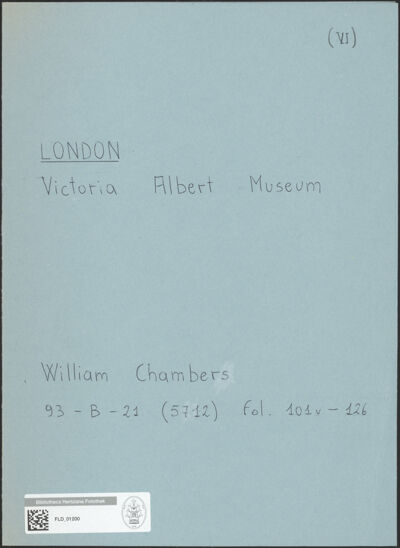 (VI)
LONDON
Victoria Albert Museum
William Chambers
93 - B - 21 (5712) fol. 101v - 126
Bibliotheca Hertziana Fotothek
FLD_01200